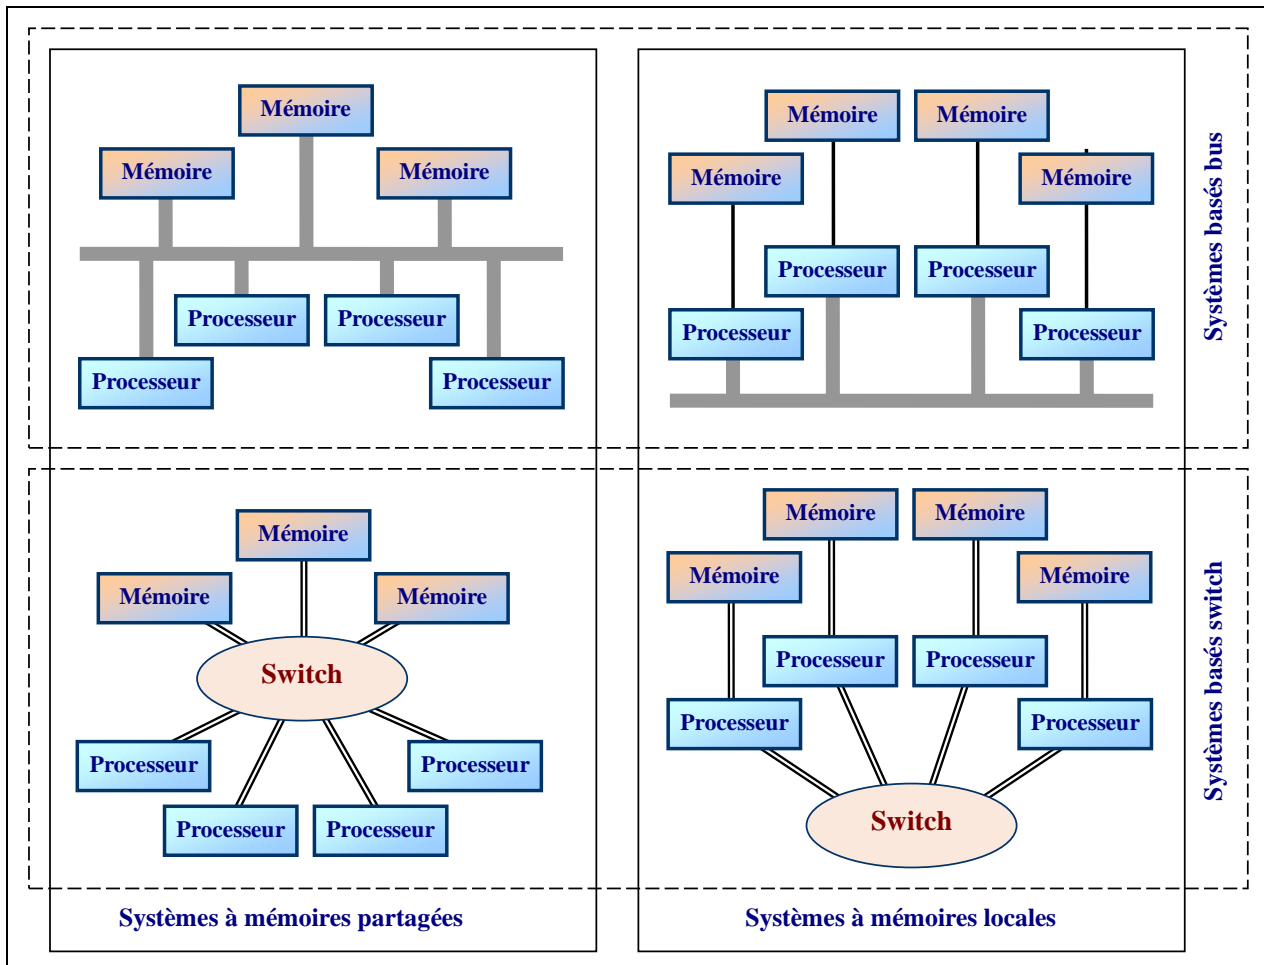 Mémoire
Mémoire
Mémoire
Processeur
Processeur
Processeur
Processeur
Mémoire
Mémoire
Mémoire
Mémoire
Processeur
Processeur
Processeur
Processeur
Systèmes basés bus
Mémoire
Mémoire
Mémoire
Switch
Processeur
Processeur
Processeur
Processeur
Mémoire
Mémoire
Mémoire
Mémoire
Processeur
Processeur
Processeur
Processeur
Switch
Systèmes basés switch
Systèmes à mémoires partagées
Systèmes à mémoires locales